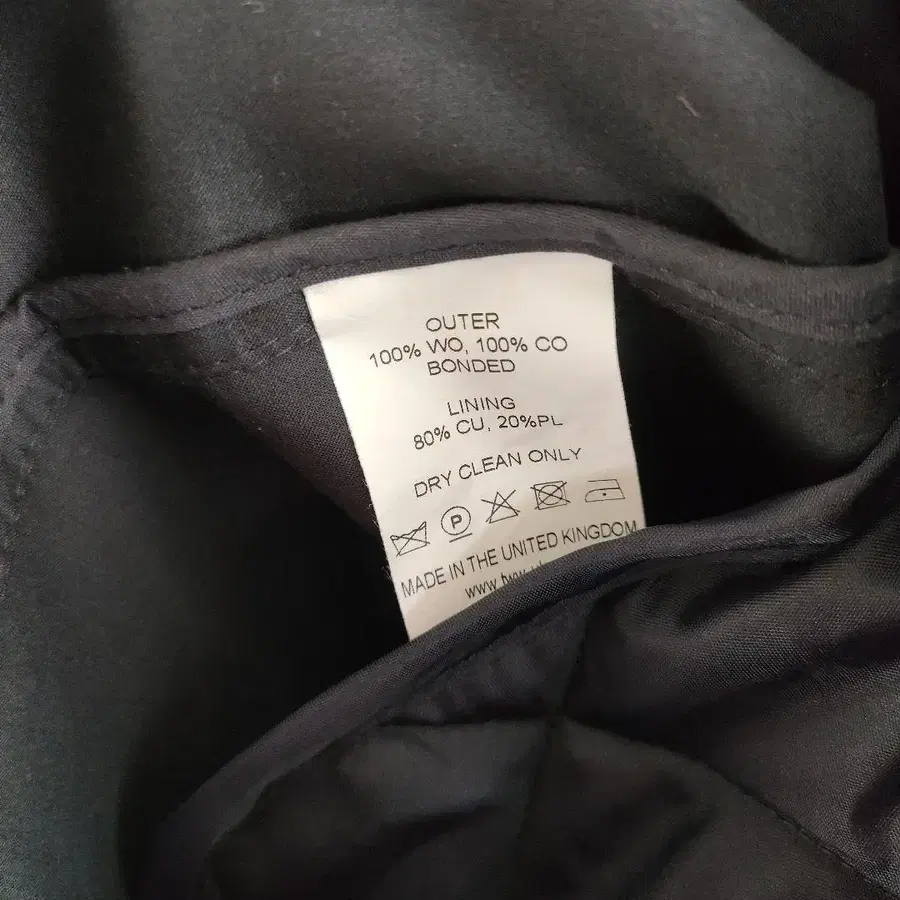 OUTER
100% WO, 100% CO
BONDED
LINING
80% CU, 20%PL
DRY CLEAN ONLY
P
MADE IN THE UNITED KINGDOM